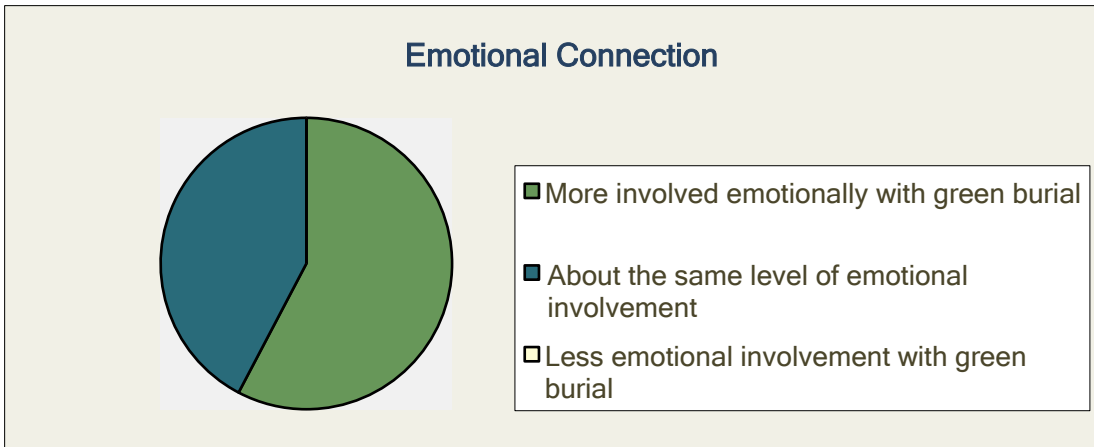 Emotional Connection
More involved emotionally with green burial
About the same level of emotional
involvement
Less emotional involvement with green
burial